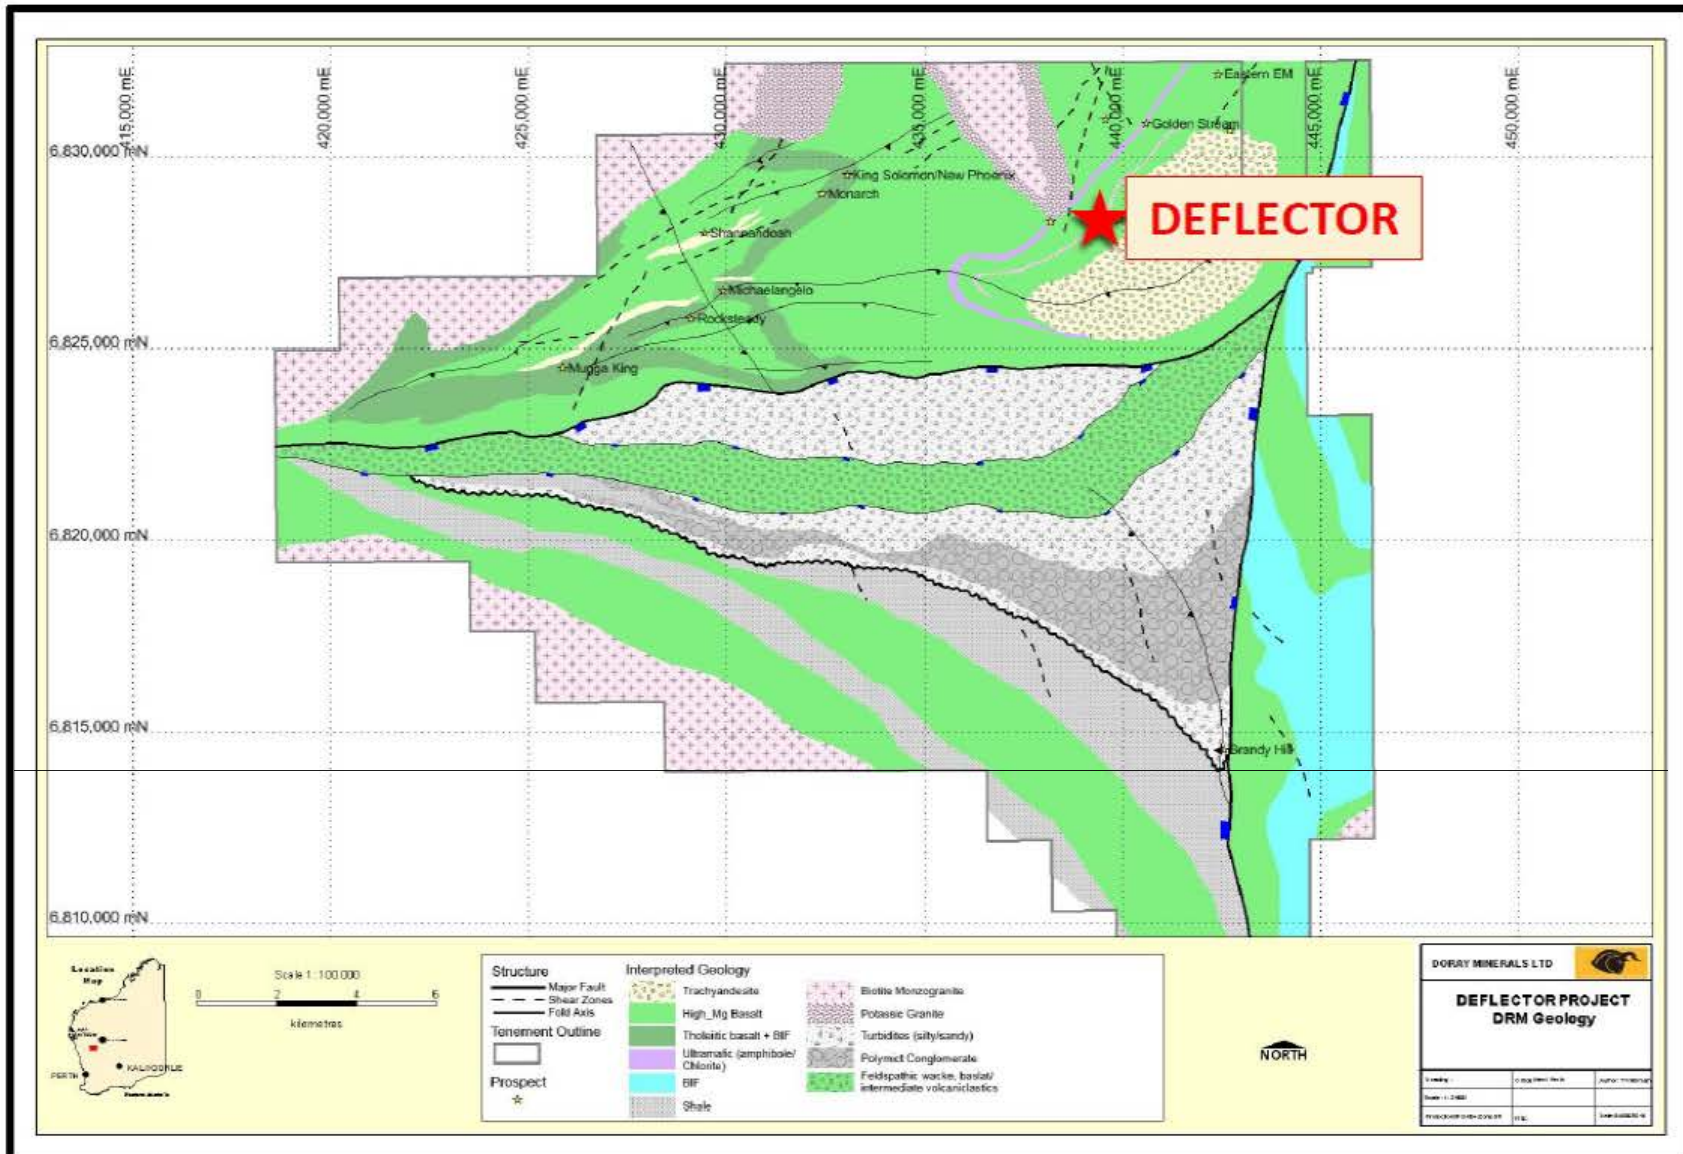 415,000 mE
420,000 mE
425,000 mE
430,000 mE
435,000 mE
440,000 mE
445,000 mE
450,000 mE
6,830,000 mN
6,825,000 mN
6,820,000 mN
6,815,000 mN
6,810,000 mN
Eastern EM
Golden Stream
King Solomon/New Phoenix
Monarch
DEFLECTOR
Shannandoah
Michaelangelo
Rocksteady
Mugga King
Brandy Hill
Location
Map
PERTH
KALGOORLIE
Scale 1 : 100,000
0 2 4 6
kilometres
Structure
Major Fault
Shear Zones
Fold Axis
Tenement Outline
Prospect
Interpreted Geology
Trachyandesite
High_Mg Basalt
Tholeiitic basalt + BIF
Ultramafic (amphibole/
Chlorite)
BIF
Shale
Biotite Monzogranite
Potassic Granite
Turbidites (silty/sandy)
Polymict Conglomerate
Feldspathic wacke, baslat/
intermediate volcaniclastics
NORTH
DORAY MINERALS LTD
DEFLECTOR PROJECT
DRM Geology